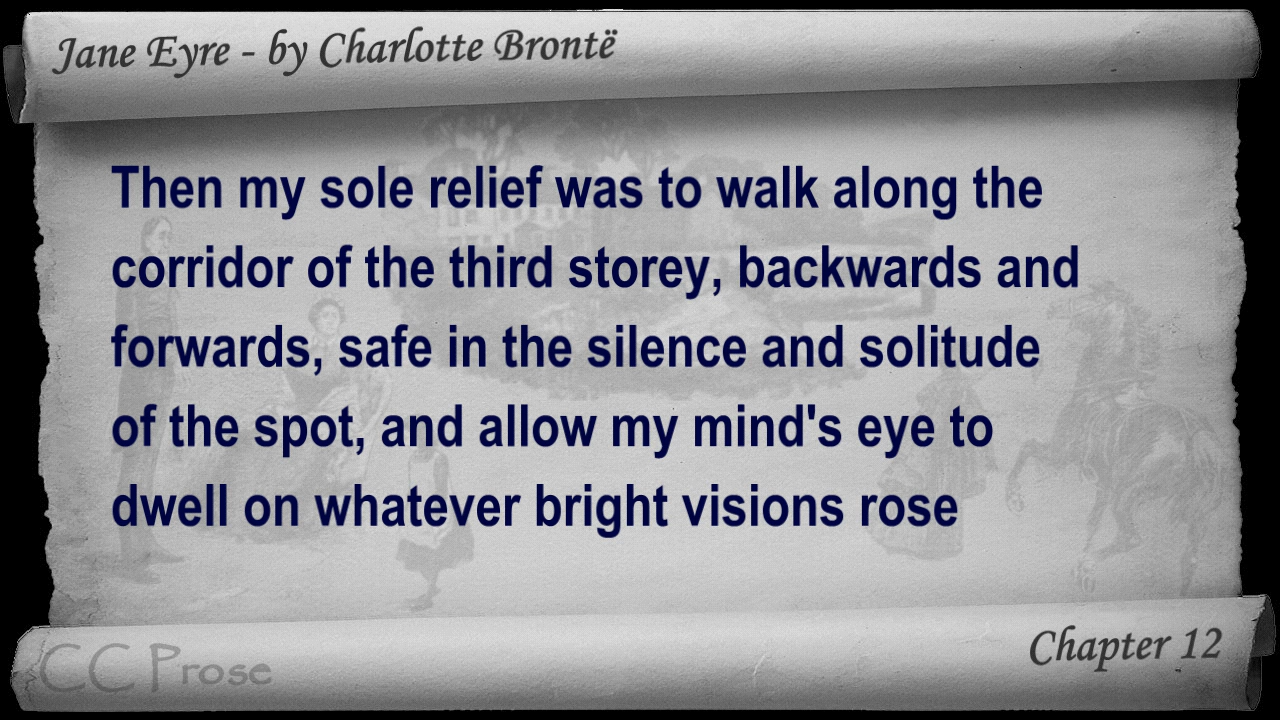 Jane Eyre - by Charlotte Brontë
Then my sole relief was to walk along the
corridor of the third storey, backwards and
forwards, safe in the silence and solitude
of the spot, and allow my mind's eye to
dwell on whatever bright visions rose
Chapter 12
CC Prose